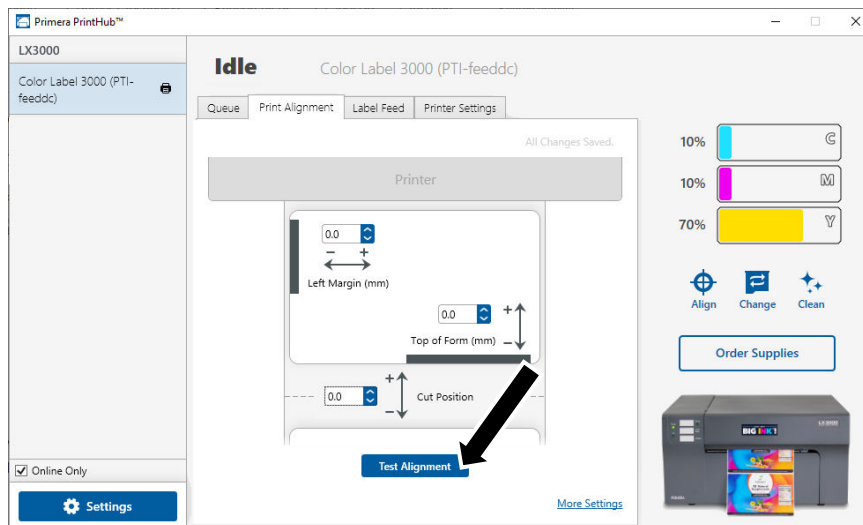 Primera PrintHub™
LX3000
Color Label 3000 (PTI-
feeddc)
Online Only
Settings
Idle
Color Label 3000 (PTI-feeddc)
Queue
Print Alignment
Label Feed
Printer Settings
All Changes Saved.
Printer
0.0
− +
Left Margin (mm)
0.0
+
Top of Form (mm) −
0.0
+
−
Cut Position
Test Alignment
More Settings
10% C
10% M
70% Y
Align
Change
Clean
Order Supplies
BIG INK!